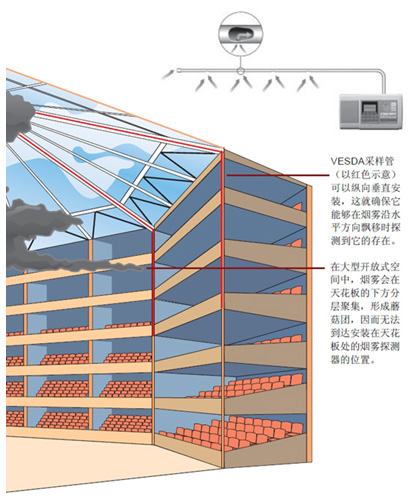 VESDA采样管
（以红色示意）
可以纵向垂直安
装，这就确保它
能够在烟雾沿水
平方向飘移时探
测到它的存在。
在大型开放式空
间中，烟雾会在
天花板的下方分
层聚集，形成蘑
菇团，因而无法
到达安装在天花
板处的烟雾探测
器的位置。